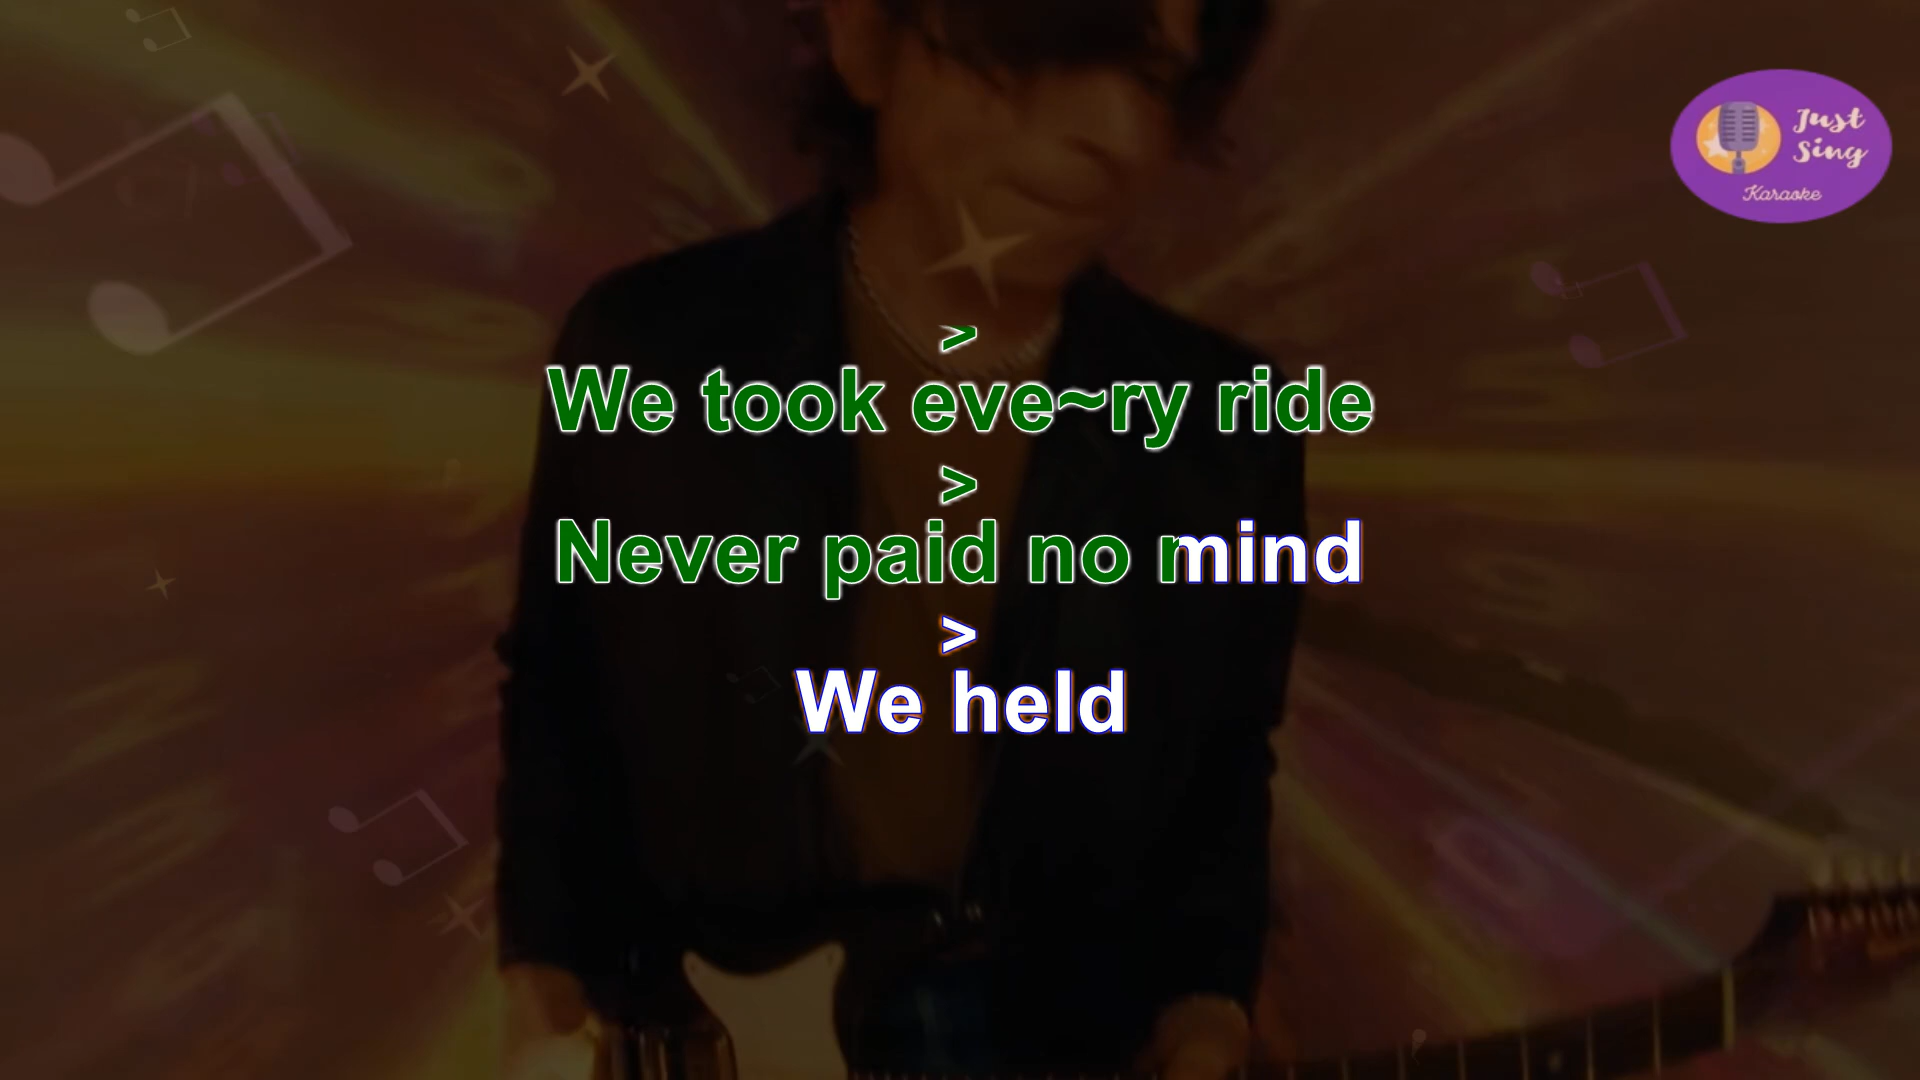 Just
Sing
Karaoke
>
We took eve~ry ride
>
Never paid no mind
>
We held